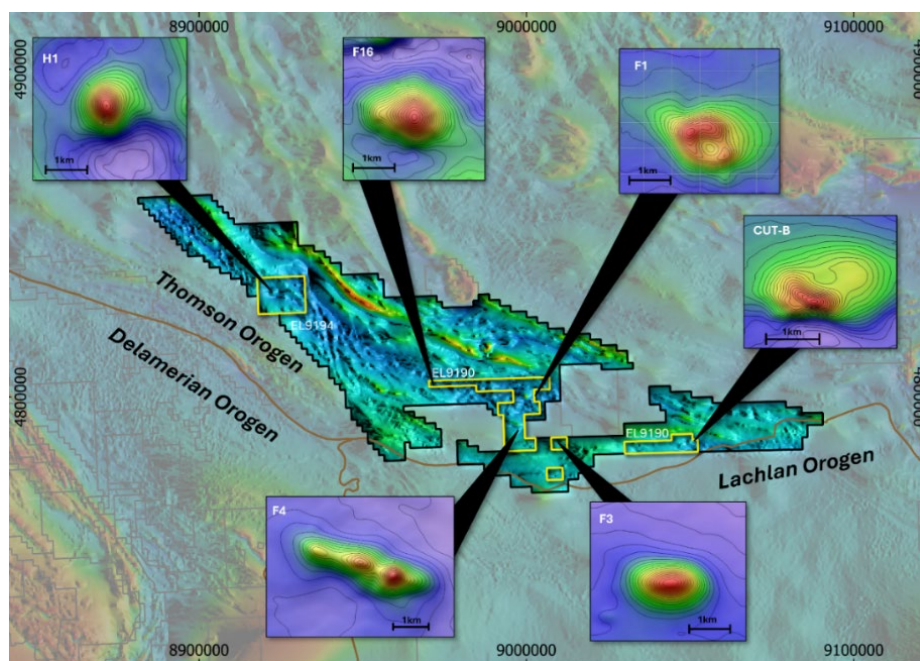 8900000
9000000
9100000
4900000
H1
1km
F16
1km
F1
1km
CUT-B
1km
Thomson Orogen
EL9194
Delamerian Orogen
EL9190
4800000
4800000
EL9190
Lachlan Orogen
F4
1km
F3
1km
8900000
9000000
9100000